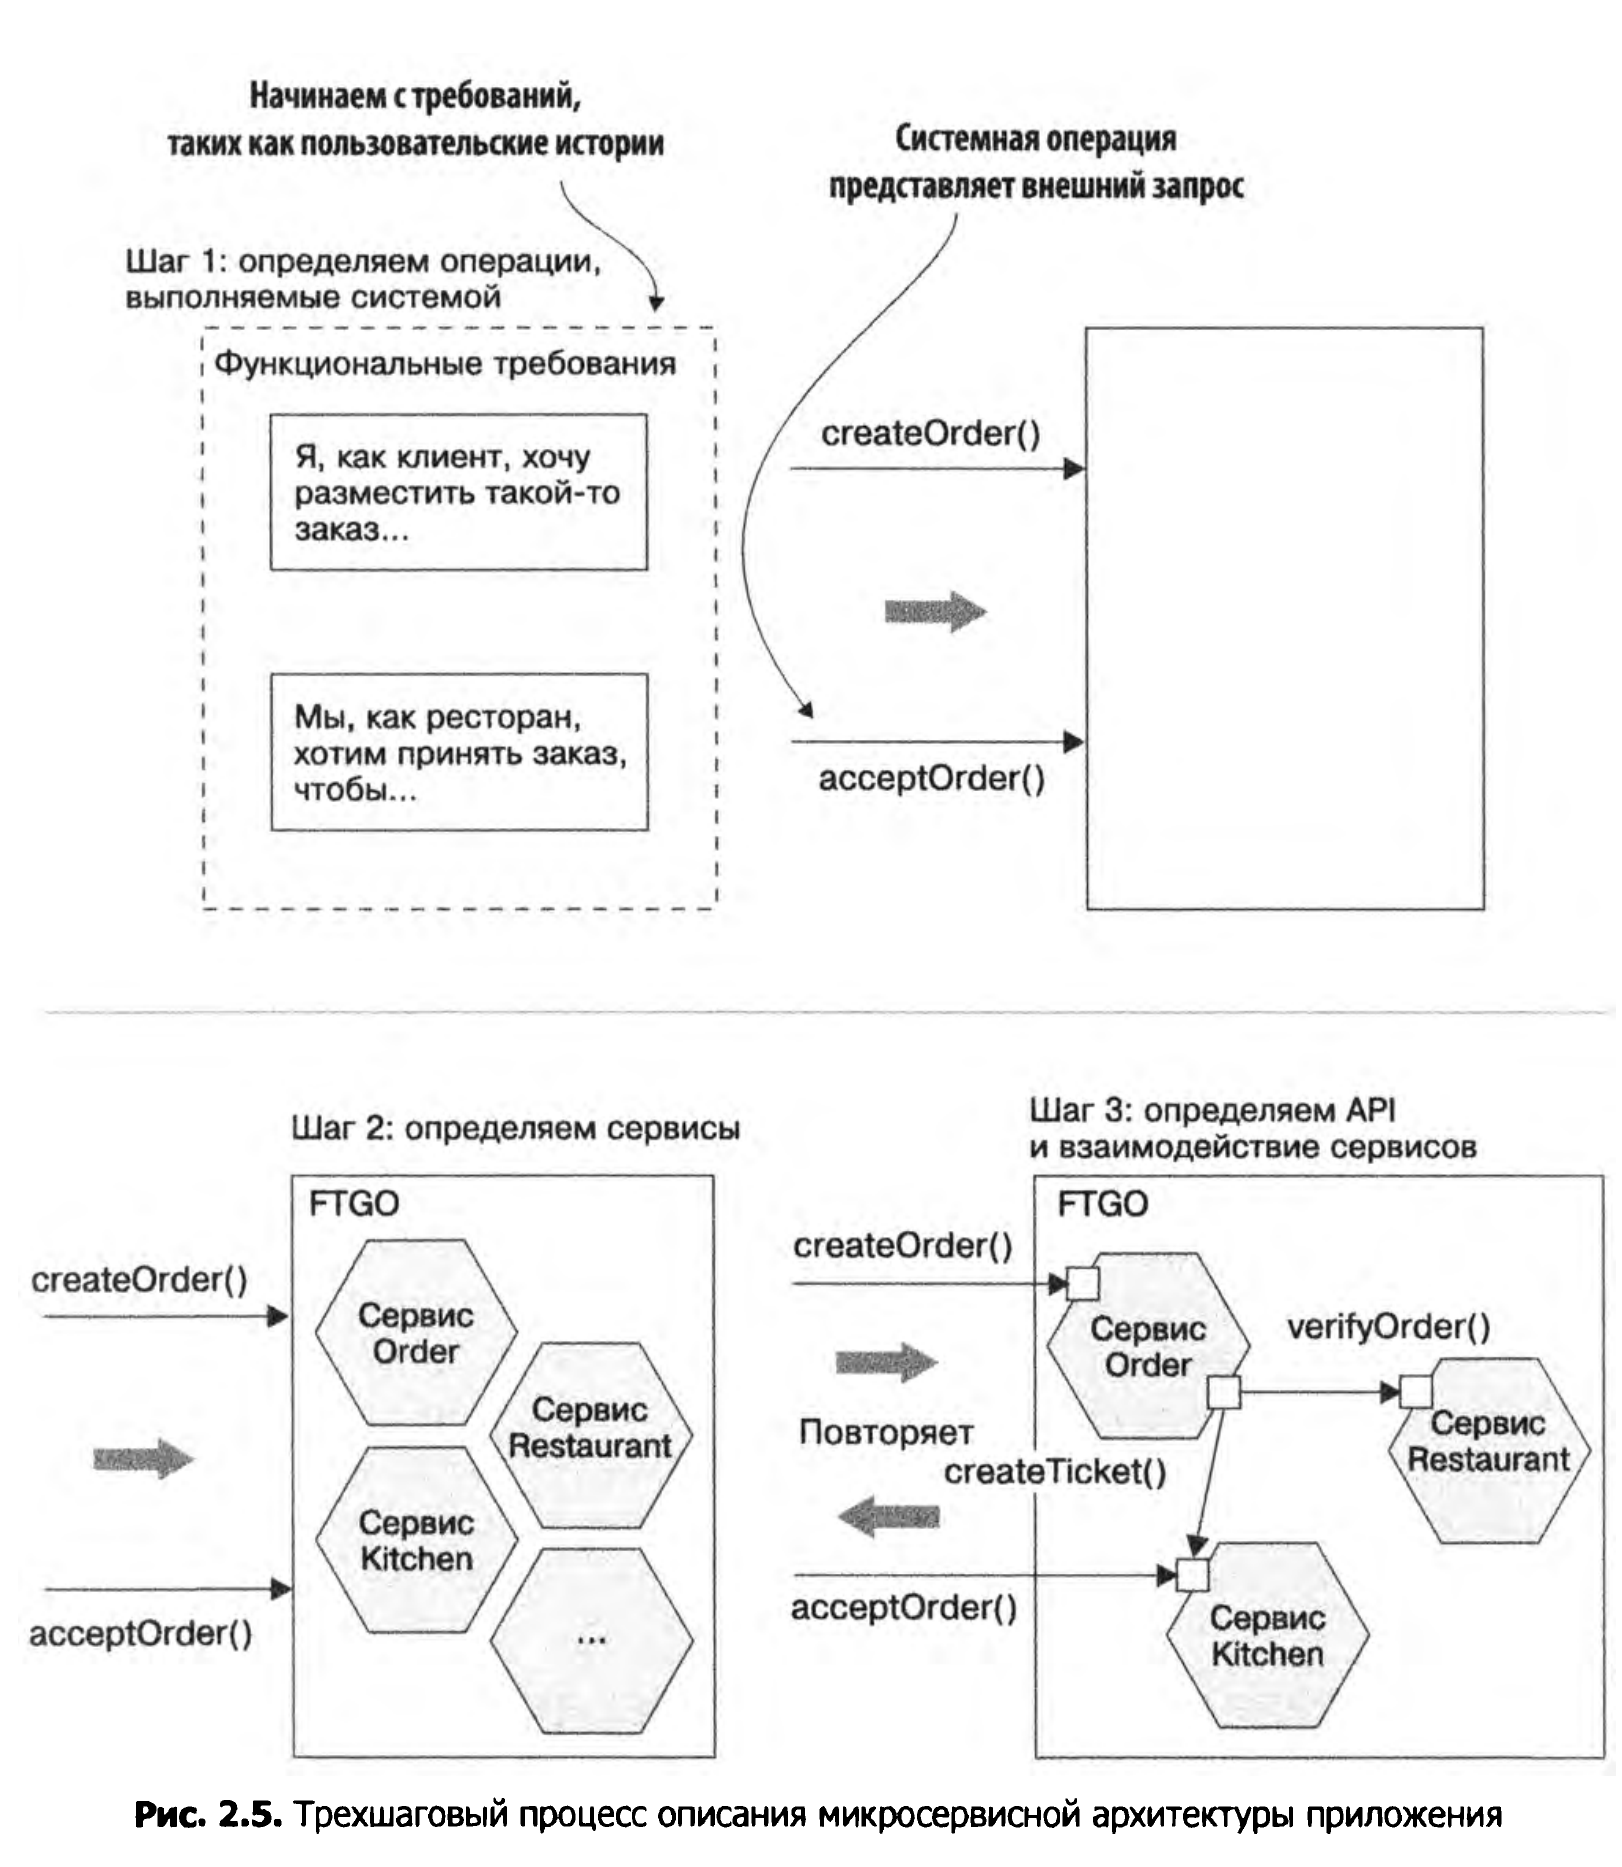 Начинаем с требований,
таких как пользовательские истории
Системная операция
представляет внешний запрос
Шаг 1: определяем операции,
выполняемые системой
Функциональные требования
Я, как клиент, хочу
разместить такой-то
заказ...
Мы, как ресторан,
хотим принять заказ,
чтобы...
createOrder()
acceptOrder()
Шаг 2: определяем сервисы
FTGO
createOrder()
acceptOrder()
Сервис
Order
Сервис
Restaurant
Сервис
Kitchen
...
Шаг 3: определяем API
и взаимодействие сервисов
FTGO
createOrder()
Сервис
Order
verifyOrder()
Сервис
Restaurant
Повторяет
createTicket()
acceptOrder()
Сервис
Kitchen
Рис. 2.5. Трехшаговый процесс описания микросервисной архитектуры приложения